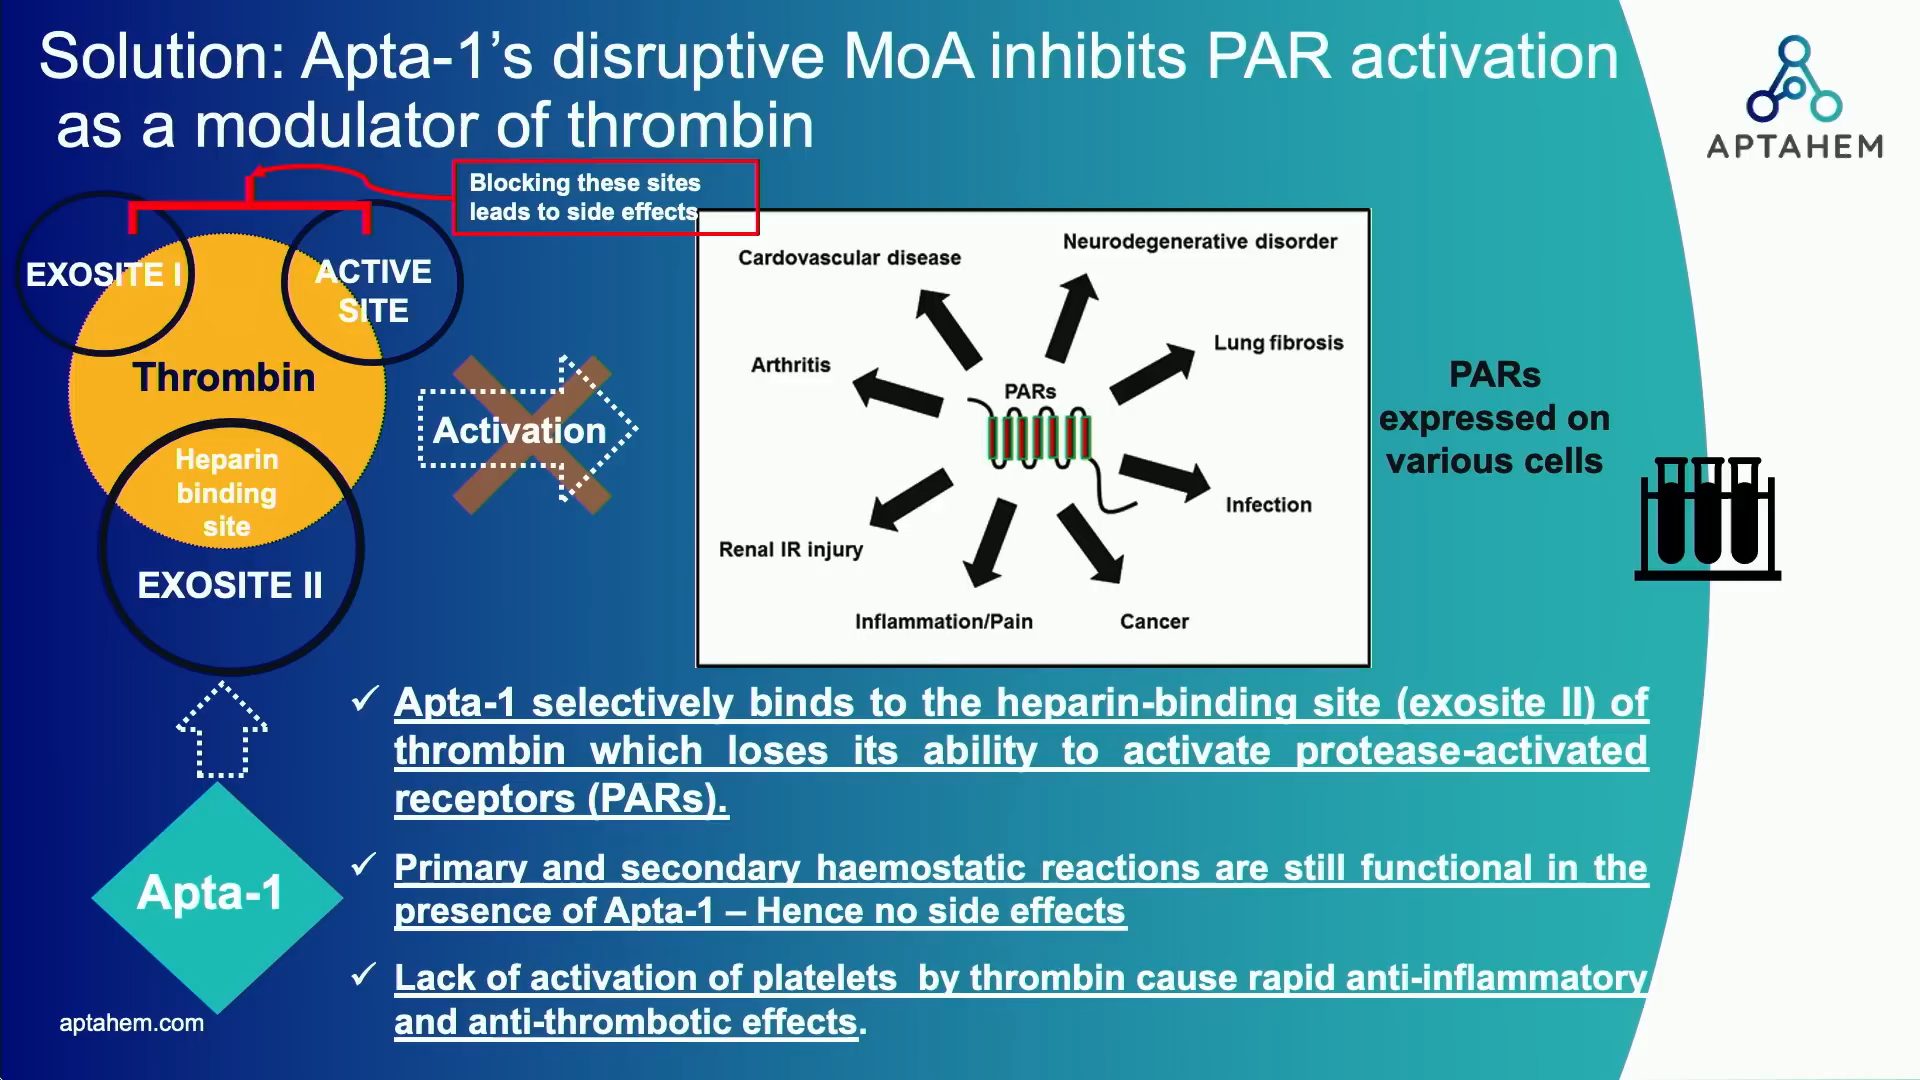 Solution: Apta-1’s disruptive MoA inhibits PAR activation
as a modulator of thrombin
APTAHEM
Blocking these sites
leads to side effects
EXOSITE I
ACTIVE
SITE
Thrombin
Heparin
binding
site
EXOSITE II
Activation
Cardovascular disease
Neurodegenerative disorder
Arthritis
Lung fibrosis
PARs
Infection
Renal IR injury
Inflammation/Pain
Cancer
PARs
expressed on
various cells
Apta-1
✓ Apta-1 selectively binds to the heparin-binding site (exosite II) of
thrombin which loses its ability to activate protease-activated
receptors (PARs).
✓ Primary and secondary haemostatic reactions are still functional in the
presence of Apta-1 – Hence no side effects
✓ Lack of activation of platelets by thrombin cause rapid anti-inflammatory
and anti-thrombotic effects.
aptahem.com